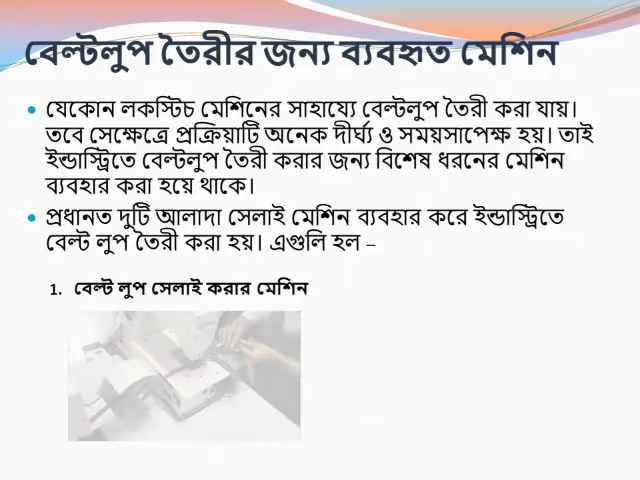 বেল্টলুপ তৈরীর জন্য ব্যবহৃত মেশিন
• যেকোন লকস্টিচ মেশিনের সাহায্যে বেল্টলুপ তৈরী করা যায়।
তবে সেক্ষেত্রে প্রক্রিয়াটি অনেক দীর্ঘ্য ও সময়সাপেক্ষ হয়। তাই
ইন্ডাস্ট্রিতে বেল্টলুপ তৈরী করার জন্য বিশেষ ধরনের মেশিন
ব্যবহার করা হয়ে থাকে।
• প্রধানত দুটি আলাদা সেলাই মেশিন ব্যবহার করে ইন্ডাস্ট্রিতে
বেল্ট লুপ তৈরী করা হয়। এগুলি হল –
1. বেল্ট লুপ সেলাই করার মেশিন